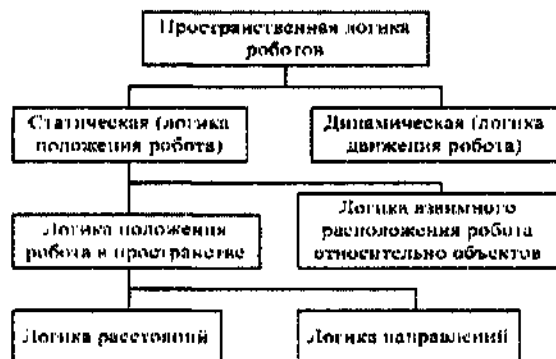 Пространственная логика
роботов
Статическая (логика
положения робота)
Динамическая (логика
движения робота)
Логика положения
робота в пространстве
Логика взаимного
расположения робота
относительно объектов
Логика расстояний
Логика направлений